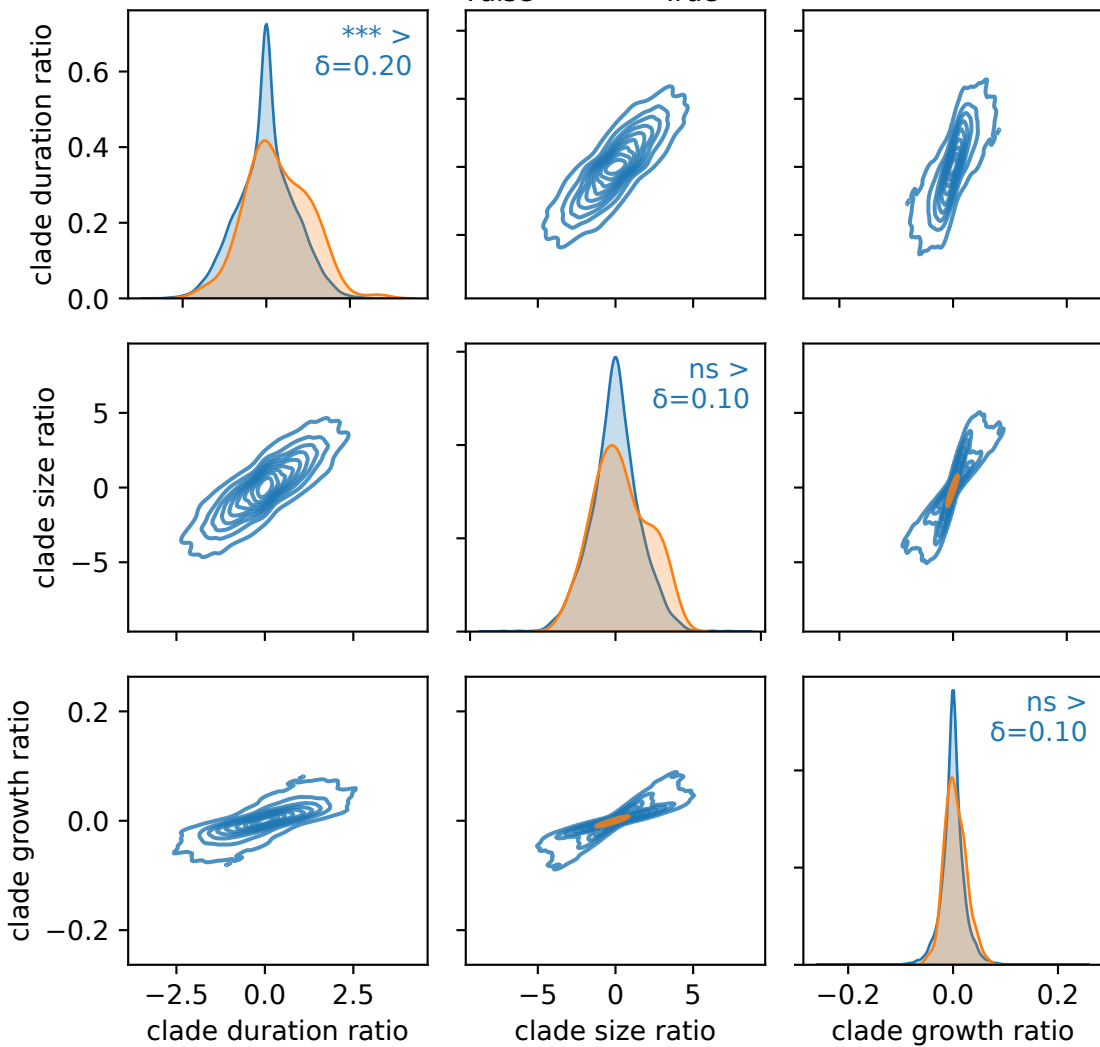 *** >
δ=0.20
clade duration ratio
0.6
0.4
0.2
0.0
ns >
δ=0.10
clade size ratio
5
0
−5
ns >
δ=0.10
clade growth ratio
0.2
0.0
−0.2
−2.5 0.0 2.5
−5 0 5
−0.2 0.0 0.2
clade duration ratio
clade size ratio
clade growth ratio